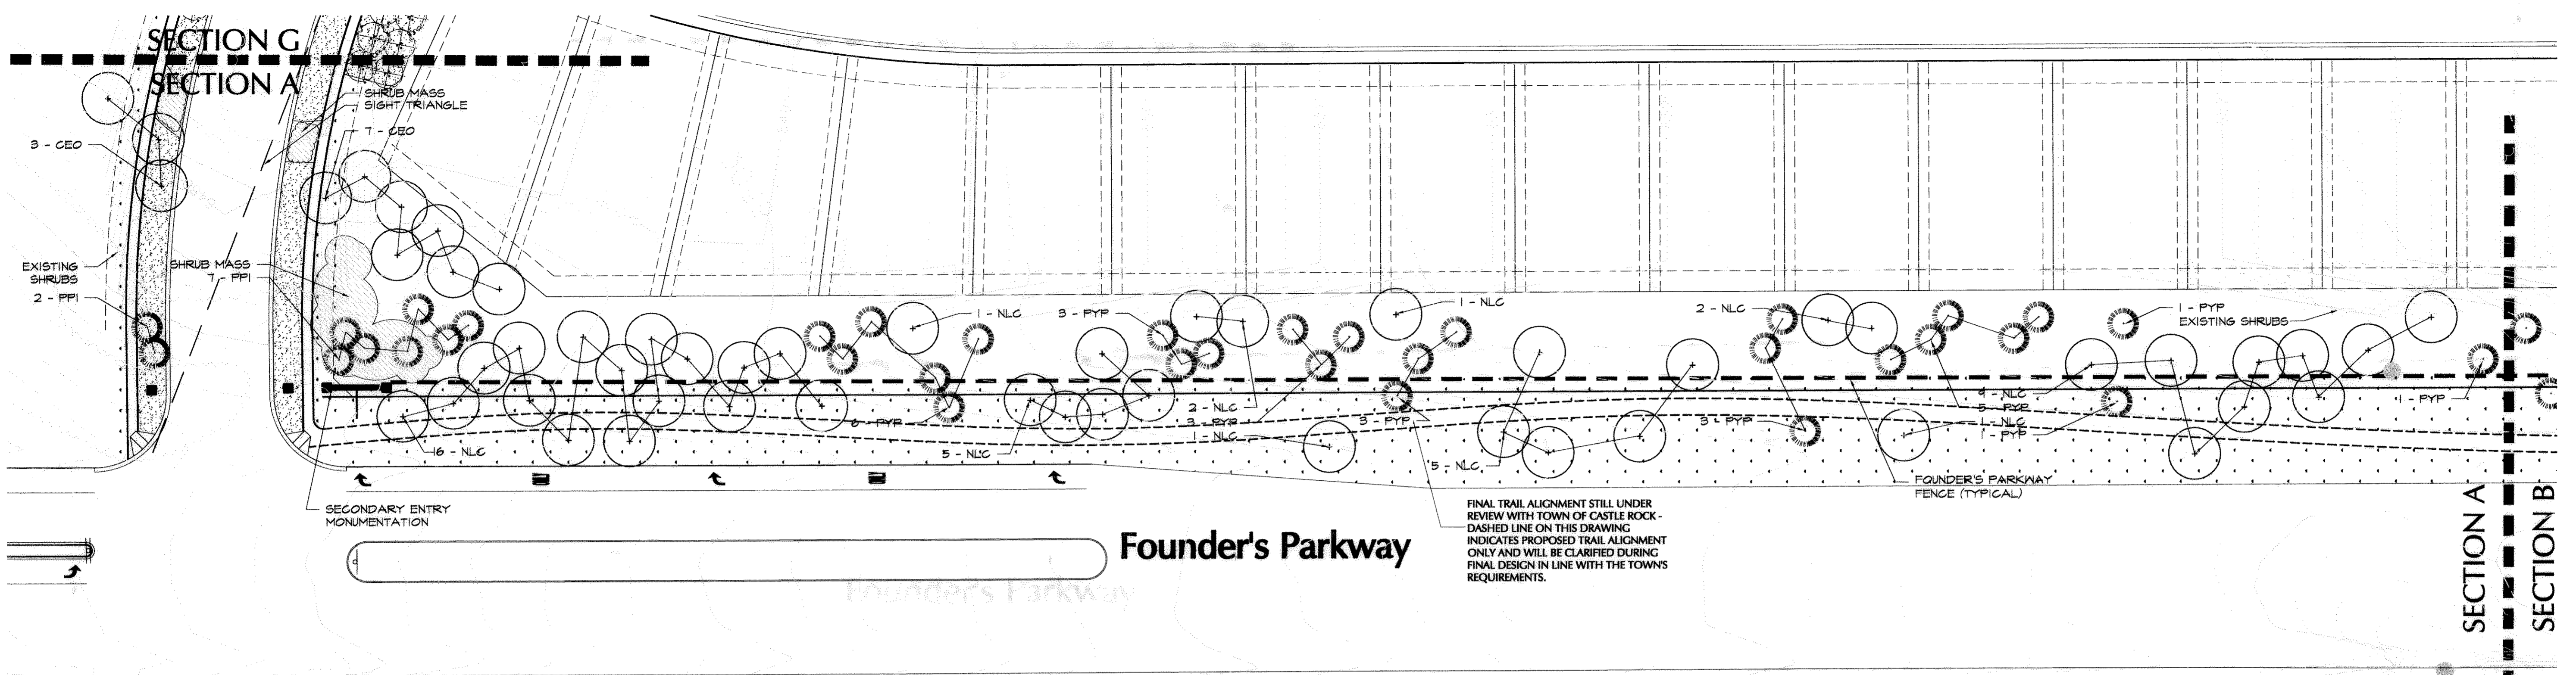 SECTION G
SECTION A
SHRUB MASS
SIGHT TRIANGLE
7 - CEO
3 - CEO
EXISTING
SHRUBS
2 - PPI
SHRUB MASS
7 - PPI
1 - NLC
3 - PYP
1 - NLC
2 - NLC
1 - PYP
EXISTING SHRUBS
16 - NLC
6 - PYP
5 - NLC
2 - NLC
3 - PYP
1 - NLC
3 - PYP
5 - NLC
3 - PYP
9 - NLC
5 - PYP
1 - NLC
1 - PYP
1 - PYP
SECONDARY ENTRY
MONUMENTATION
FOUNDER'S PARKWAY
FENCE (TYPICAL)
FINAL TRAIL ALIGNMENT STILL UNDER
REVIEW WITH TOWN OF CASTLE ROCK -
DASHED LINE ON THIS DRAWING
INDICATES PROPOSED TRAIL ALIGNMENT
ONLY AND WILL BE CLARIFIED DURING
FINAL DESIGN IN LINE WITH THE TOWN'S
REQUIREMENTS.
Founder's Parkway
Founder's Parkway
SECTION A
SECTION B